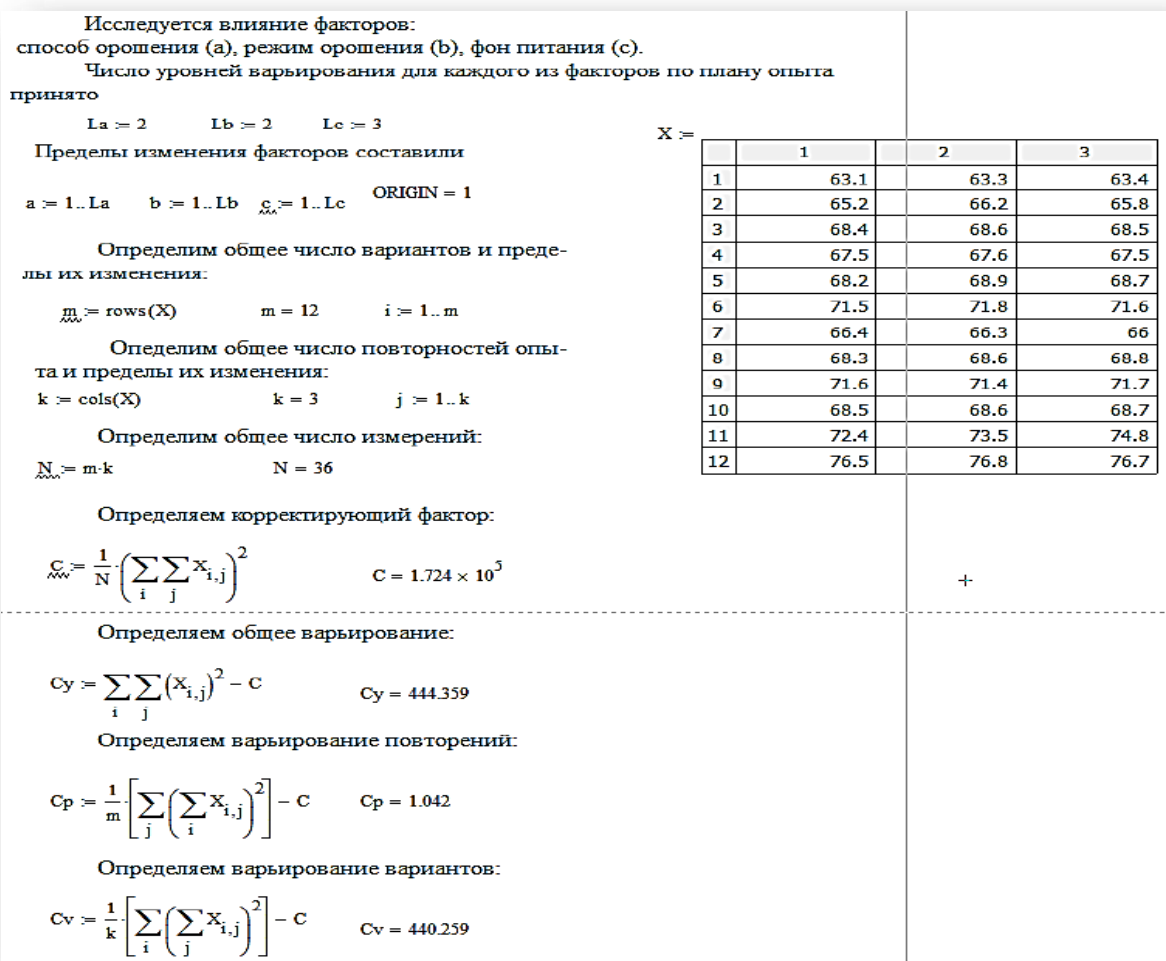 Исследуется влияние факторов:
способ орошения (a), режим орошения (b), фон питания (c).
Число уровней варьирования для каждого из факторов по плану опыта
принято
La := 2 Lb := 2 Lc := 3
Пределы изменения факторов составили
a := 1.. La b := 1.. Lb c := 1.. Lc ORIGIN = 1
Определим общее число вариантов и преде-
лы их изменения:
m := rows(X) m = 12 i := 1.. m
Опеделим общее число повторностей опы-
та и пределы их изменения:
k := cols(X) k = 3 j := 1.. k
Определим общее число измерений:
N := m·k N = 36
X :=
1 2 3
1 63.1 63.3 63.4
2 65.2 66.2 65.8
3 68.4 68.6 68.5
4 67.5 67.6 67.5
5 68.2 68.9 68.7
6 71.5 71.8 71.6
7 66.4 66.3 66
8 68.3 68.6 68.8
9 71.6 71.4 71.7
10 68.5 68.6 68.7
11 72.4 73.5 74.8
12 76.5 76.8 76.7
Определяем корректирующий фактор:
C := 1/N · (∑i ∑j X i,j)² C = 1.724 × 10⁵
Определяем общее варьирование:
Cy := ∑i ∑j (X i,j)² − C Cy = 444.359
Определяем варьирование повторений:
Cp := 1/m · [∑j (∑i X i,j)²] − C Cp = 1.042
Определяем варьирование вариантов:
Cv := 1/k · [∑i (∑j X i,j)²] − C Cv = 440.259